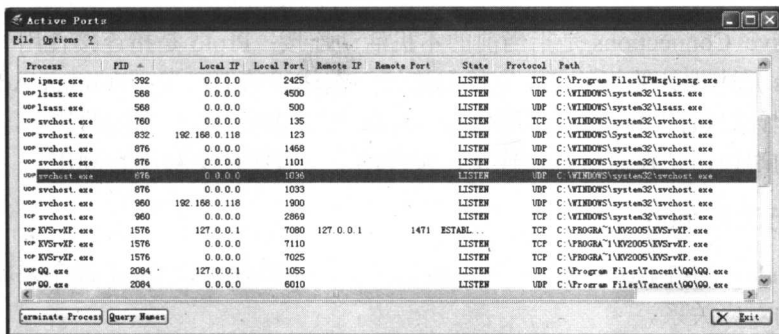 Active Ports
File Options ?
Process PID Local IP Local Port Remote IP Remote Port State Protocol Path
TCP ipmsg.exe 392 0.0.0.0 2425 LISTEN TCP C:\Program Files\IPMsg\ipmsg.exe
UDP lsass.exe 568 0.0.0.0 4500 LISTEN UDP C:\WINDOWS\system32\lsass.exe
UDP lsass.exe 568 0.0.0.0 500 LISTEN UDP C:\WINDOWS\system32\lsass.exe
TCP svchost.exe 760 0.0.0.0 135 LISTEN TCP C:\WINDOWS\system32\svchost.exe
UDP svchost.exe 832 192.168.0.118 123 LISTEN UDP C:\WINDOWS\System32\svchost.exe
UDP svchost.exe 876 0.0.0.0 1468 LISTEN UDP C:\WINDOWS\system32\svchost.exe
UDP svchost.exe 876 0.0.0.0 1101 LISTEN UDP C:\WINDOWS\system32\svchost.exe
UDP svchost.exe 876 0.0.0.0 1036 LISTEN UDP C:\WINDOWS\system32\svchost.exe
UDP svchost.exe 876 0.0.0.0 1033 LISTEN UDP C:\WINDOWS\system32\svchost.exe
UDP svchost.exe 960 192.168.0.118 1900 LISTEN UDP C:\WINDOWS\system32\svchost.exe
TCP svchost.exe 960 0.0.0.0 2869 LISTEN TCP C:\WINDOWS\system32\svchost.exe
TCP KVSrvXP.exe 1576 127.0.0.1 7080 127.0.0.1 1471 ESTABL... TCP C:\PROGRA~1\KV2005\KVSrvXP.exe
TCP KVSrvXP.exe 1576 0.0.0.0 7110 LISTEN TCP C:\PROGRA~1\KV2005\KVSrvXP.exe
TCP KVSrvXP.exe 1576 0.0.0.0 7025 LISTEN TCP C:\PROGRA~1\KV2005\KVSrvXP.exe
UDP QQ.exe 2084 127.0.0.1 1055 LISTEN UDP C:\Program Files\Tencent\QQ\QQ.exe
UDP QQ.exe 2084 0.0.0.0 6010 LISTEN UDP C:\Program Files\Tencent\QQ\QQ.exe
erminate Process Query Names Exit